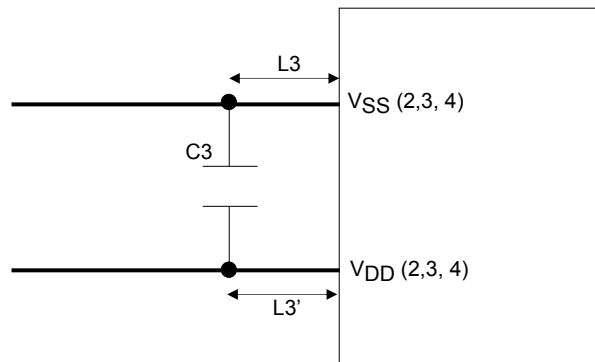 L3
VSS (2,3, 4)
C3
VDD (2,3, 4)
L3’